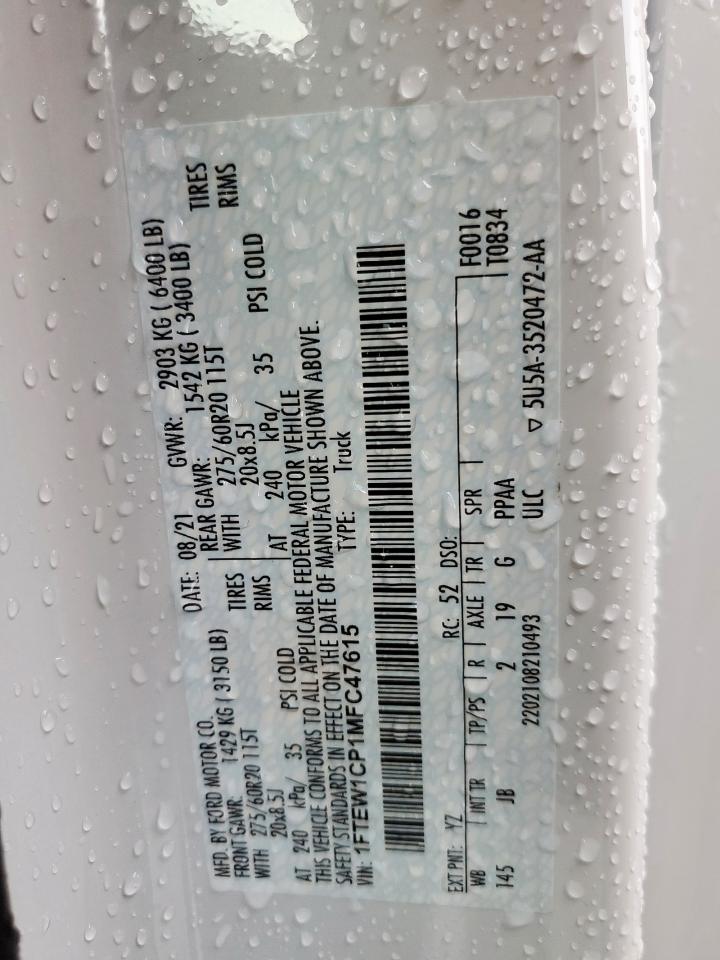 MFD. BY FORD MOTOR CO. DATE: 08/21 GVWR: 2903 KG ( 6400 LB)
FRONT GAWR: 1429 KG ( 3150 LB) REAR GAWR: 1542 KG ( 3400 LB)
WITH 275/60R20 115T TIRES WITH 275/60R20 115T TIRES
20x8.5J RIMS 20x8.5J RIMS
AT 240 kPa/ 35 PSI COLD AT 240 kPa/ 35 PSI COLD
THIS VEHICLE CONFORMS TO ALL APPLICABLE FEDERAL MOTOR VEHICLE
SAFETY STANDARDS IN EFFECT ON THE DATE OF MANUFACTURE SHOWN ABOVE.
VIN: 1FTEW1CP1MFC47615 TYPE: Truck
EXT PNT: YZ RC: 52 DSO: F0016
WB INT TR TP/PS R AXLE TR SPR T0834
145 JB 2 19 G PPAA
2202108210493 ULC ▽ 5U5A-3520472-AA